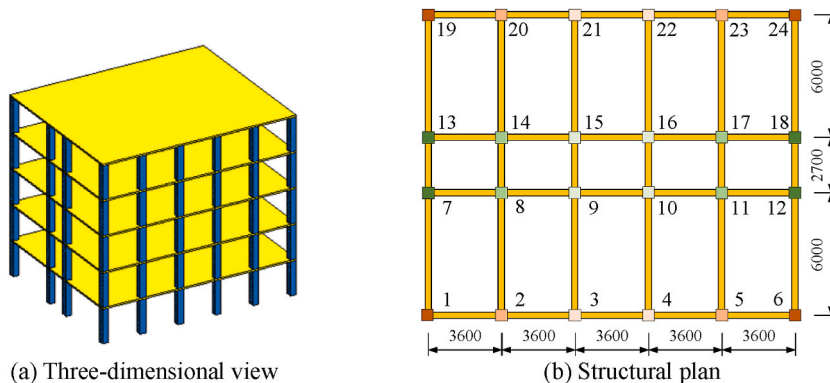 19 20 21 22 23 24
6000
13 14 15 16 17 18
2700
7 8 9 10 11 12
6000
1 2 3 4 5 6
3600 3600 3600 3600 3600
(a) Three-dimensional view
(b) Structural plan